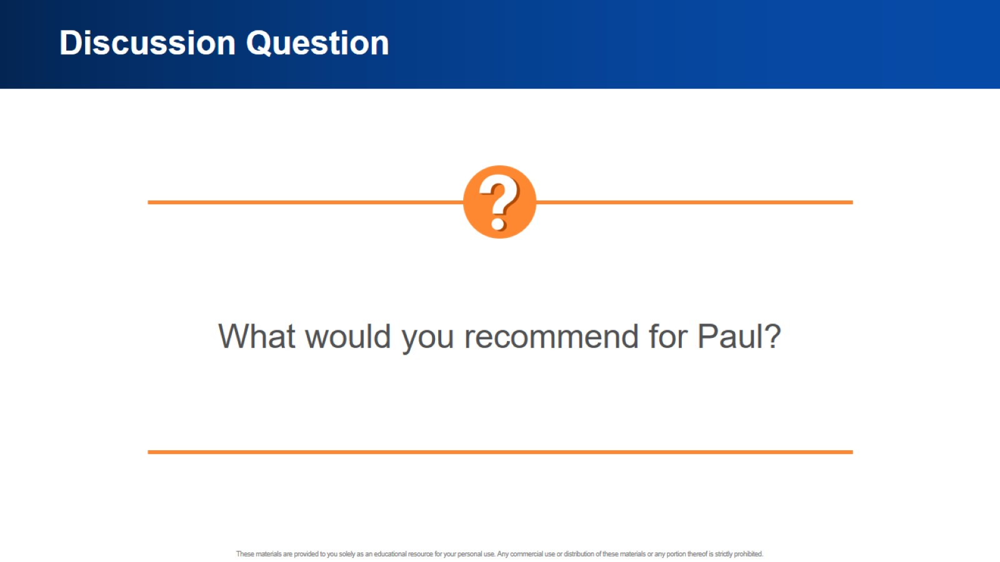 Discussion Question
?
What would you recommend for Paul?
These materials are provided to you solely as an educational resource for your personal use. Any commercial use or distribution of these materials or any portion thereof is strictly prohibited.